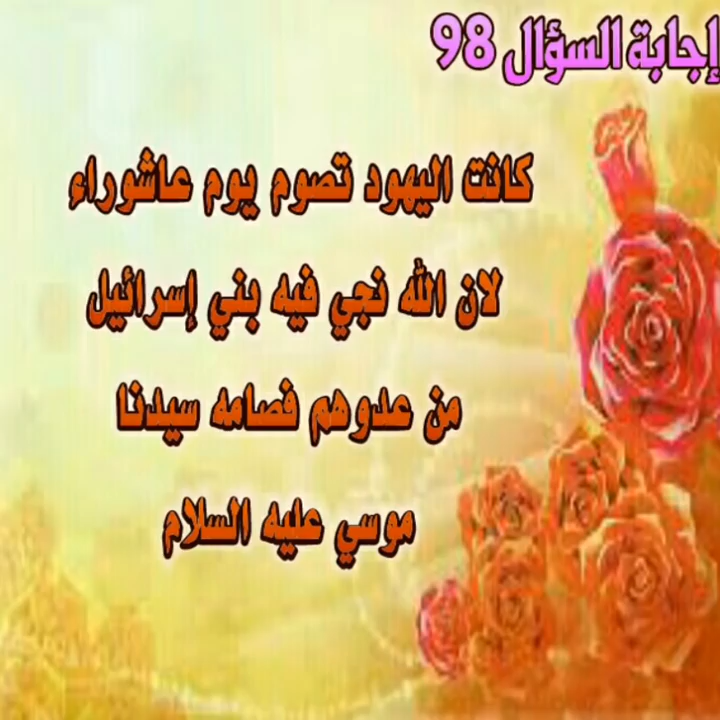 إجابة السؤال 98
كانت اليهود تصوم يوم عاشوراء
لان الله نجي فيه بني إسرائيل
من عدوهم فصامه سيدنا
موسي عليه السلام